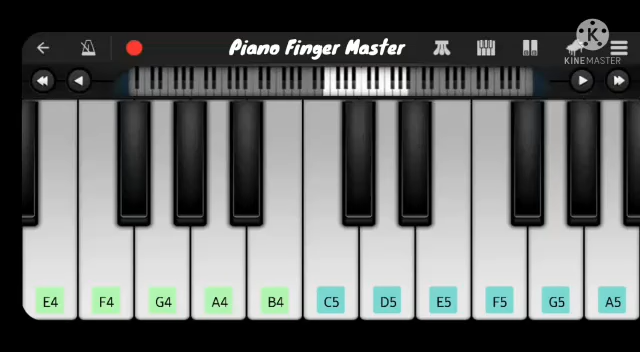 Piano Finger Master
K
KINEMASTER
E4 F4 G4 A4 B4 C5 D5 E5 F5 G5 A5